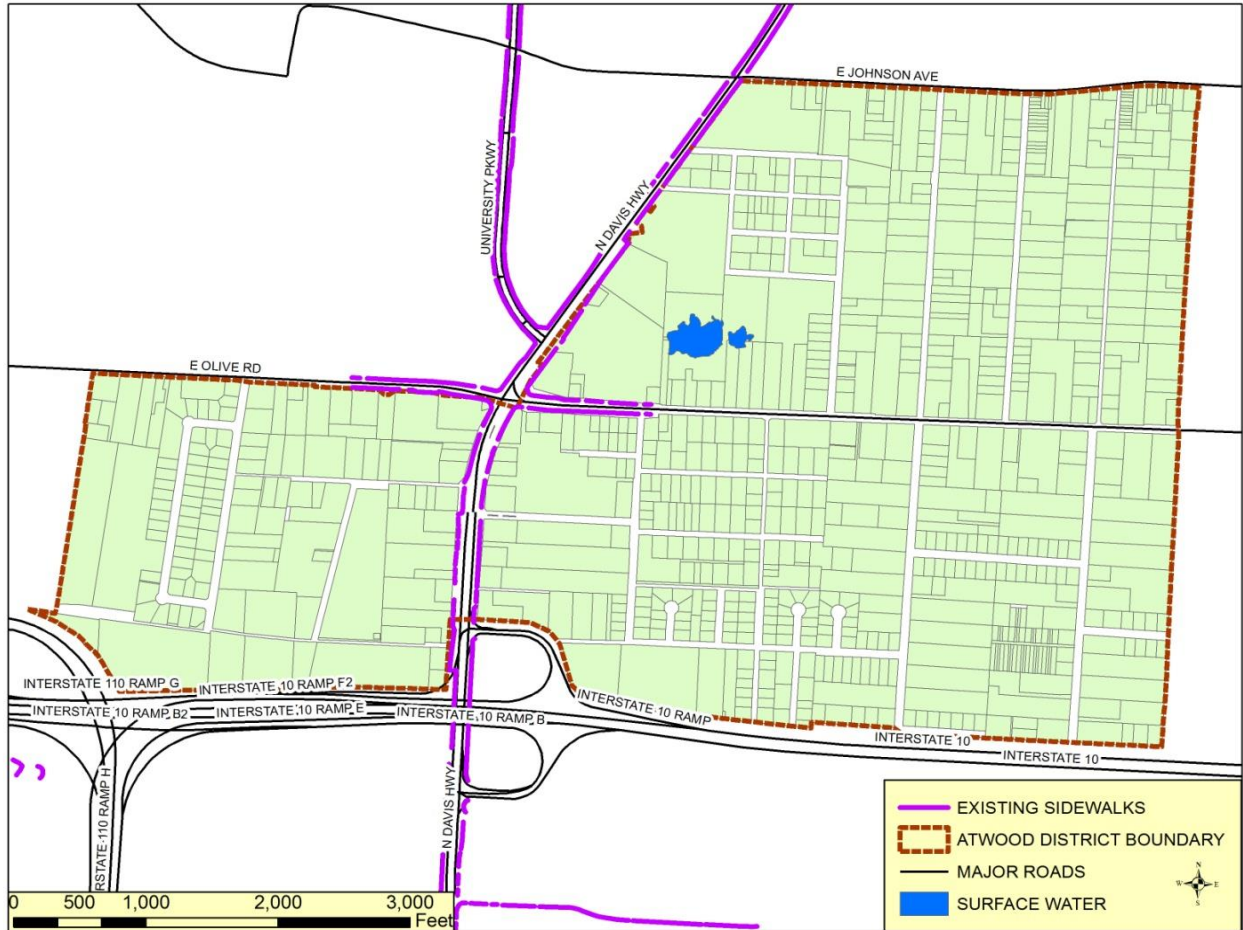 E JOHNSON AVE
UNIVERSITY PKWY
N DAVIS HWY
E OLIVE RD
INTERSTATE 110 RAMP G
INTERSTATE 10 RAMP F2
INTERSTATE 10 RAMP B2
INTERSTATE 10 RAMP E
INTERSTATE 10 RAMP B
INTERSTATE 10 RAMP
INTERSTATE 10
INTERSTATE 10
RSTATE 110 RAMP H
N DAVIS HWY
EXISTING SIDEWALKS
ATWOOD DISTRICT BOUNDARY
MAJOR ROADS
SURFACE WATER
N
W E
S
0 500 1,000 2,000 3,000
Feet